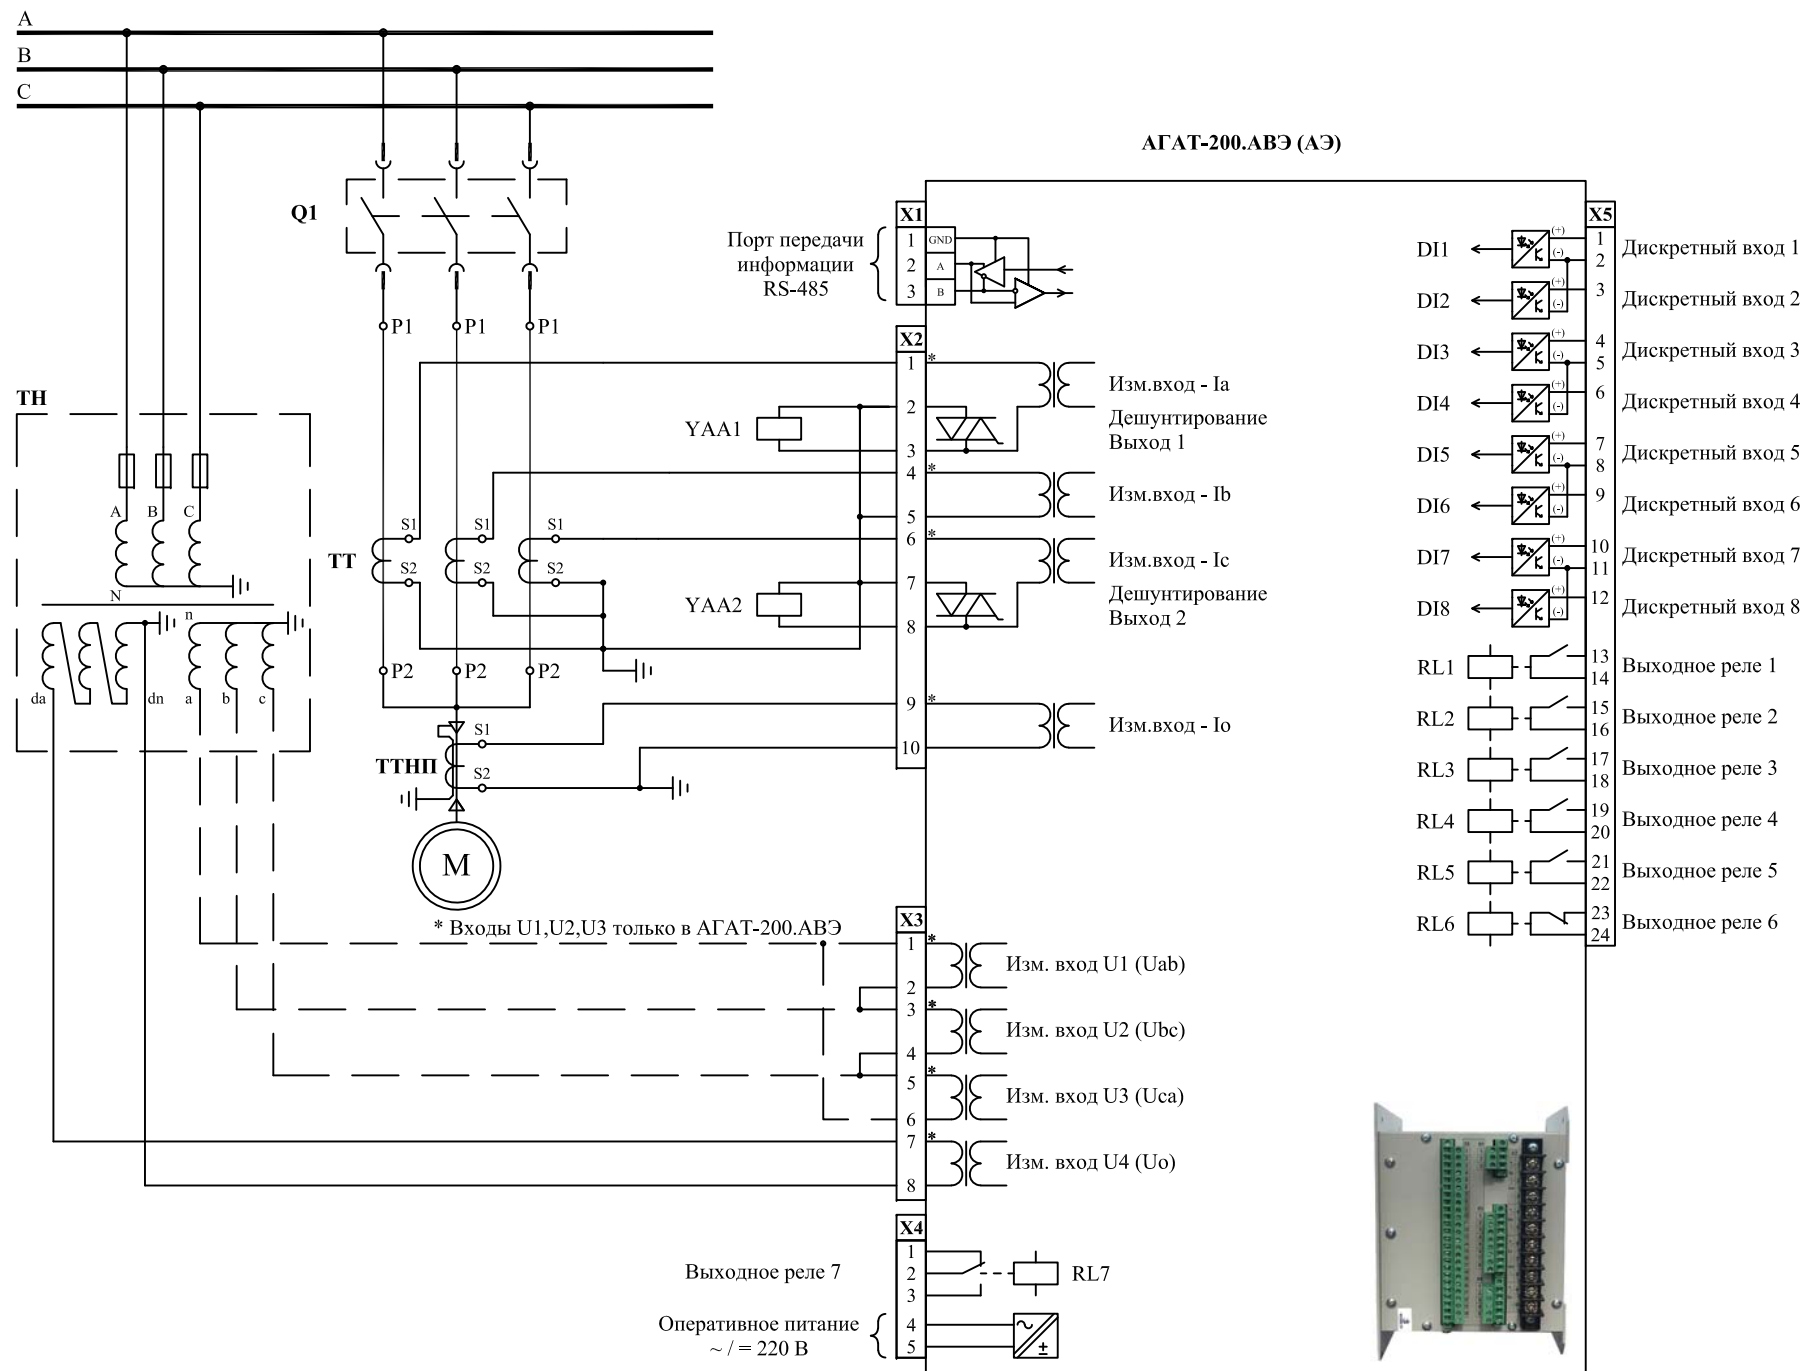 A
B
C
АГАТ-200.АВЭ (АЭ)
Q1
X1
Порт передачи
информации
RS-485
1 GND
2 A
3 B
P1 P1 P1
X2
1 *
Изм.вход - Ia
2
YAA1
Дешунтирование
Выход 1
3
4 *
Изм.вход - Ib
5
6 *
Изм.вход - Ic
7
YAA2
Дешунтирование
Выход 2
8
9 *
Изм.вход - Io
10
ТН
A B C
N
n
da dn a b c
ТТ
S1 S1 S1
S2 S2 S2
P2 P2 P2
S1
ТТНП
S2
M
* Входы U1,U2,U3 только в АГАТ-200.АВЭ
X3
1 *
Изм. вход U1 (Uab)
2
3 *
Изм. вход U2 (Ubc)
4
5 *
Изм. вход U3 (Uca)
6
7 *
Изм. вход U4 (Uo)
8
X4
1
Выходное реле 7 2 RL7
3
Оперативное питание
~ / = 220 В
4
5
~
±
X5
DI1 (+) (-) 1 2 Дискретный вход 1
DI2 (+) (-) 3 Дискретный вход 2
DI3 (+) (-) 4 5 Дискретный вход 3
DI4 (+) (-) 6 Дискретный вход 4
DI5 (+) (-) 7 8 Дискретный вход 5
DI6 (+) (-) 9 Дискретный вход 6
DI7 (+) (-) 10 11 Дискретный вход 7
DI8 (+) (-) 12 Дискретный вход 8
RL1 13 14 Выходное реле 1
RL2 15 16 Выходное реле 2
RL3 17 18 Выходное реле 3
RL4 19 20 Выходное реле 4
RL5 21 22 Выходное реле 5
RL6 23 24 Выходное реле 6